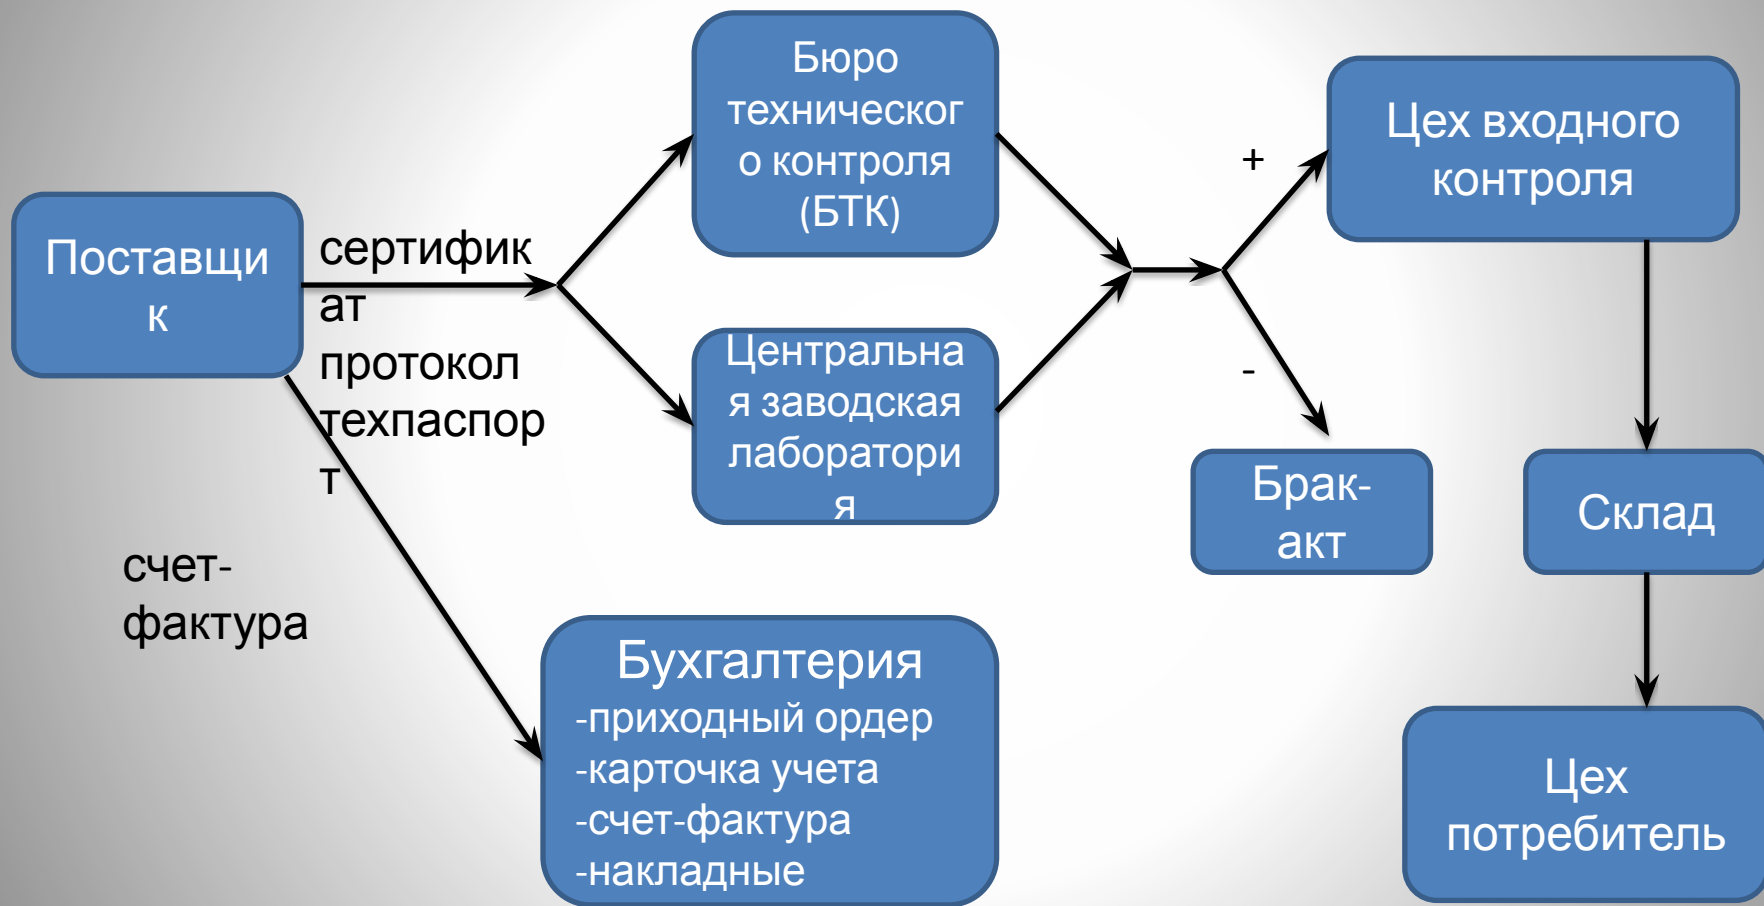 Поставщи
к
сертифик
ат
протокол
техпаспор
т
счет-
фактура
Бюро
техническог
о контроля
(БТК)
Центральна
я заводская
лаборатори
я
Бухгалтерия
-приходный ордер
-карточка учета
-счет-фактура
-накладные
+
-
Цех входного
контроля
Брак-
акт
Склад
Цех
потребитель